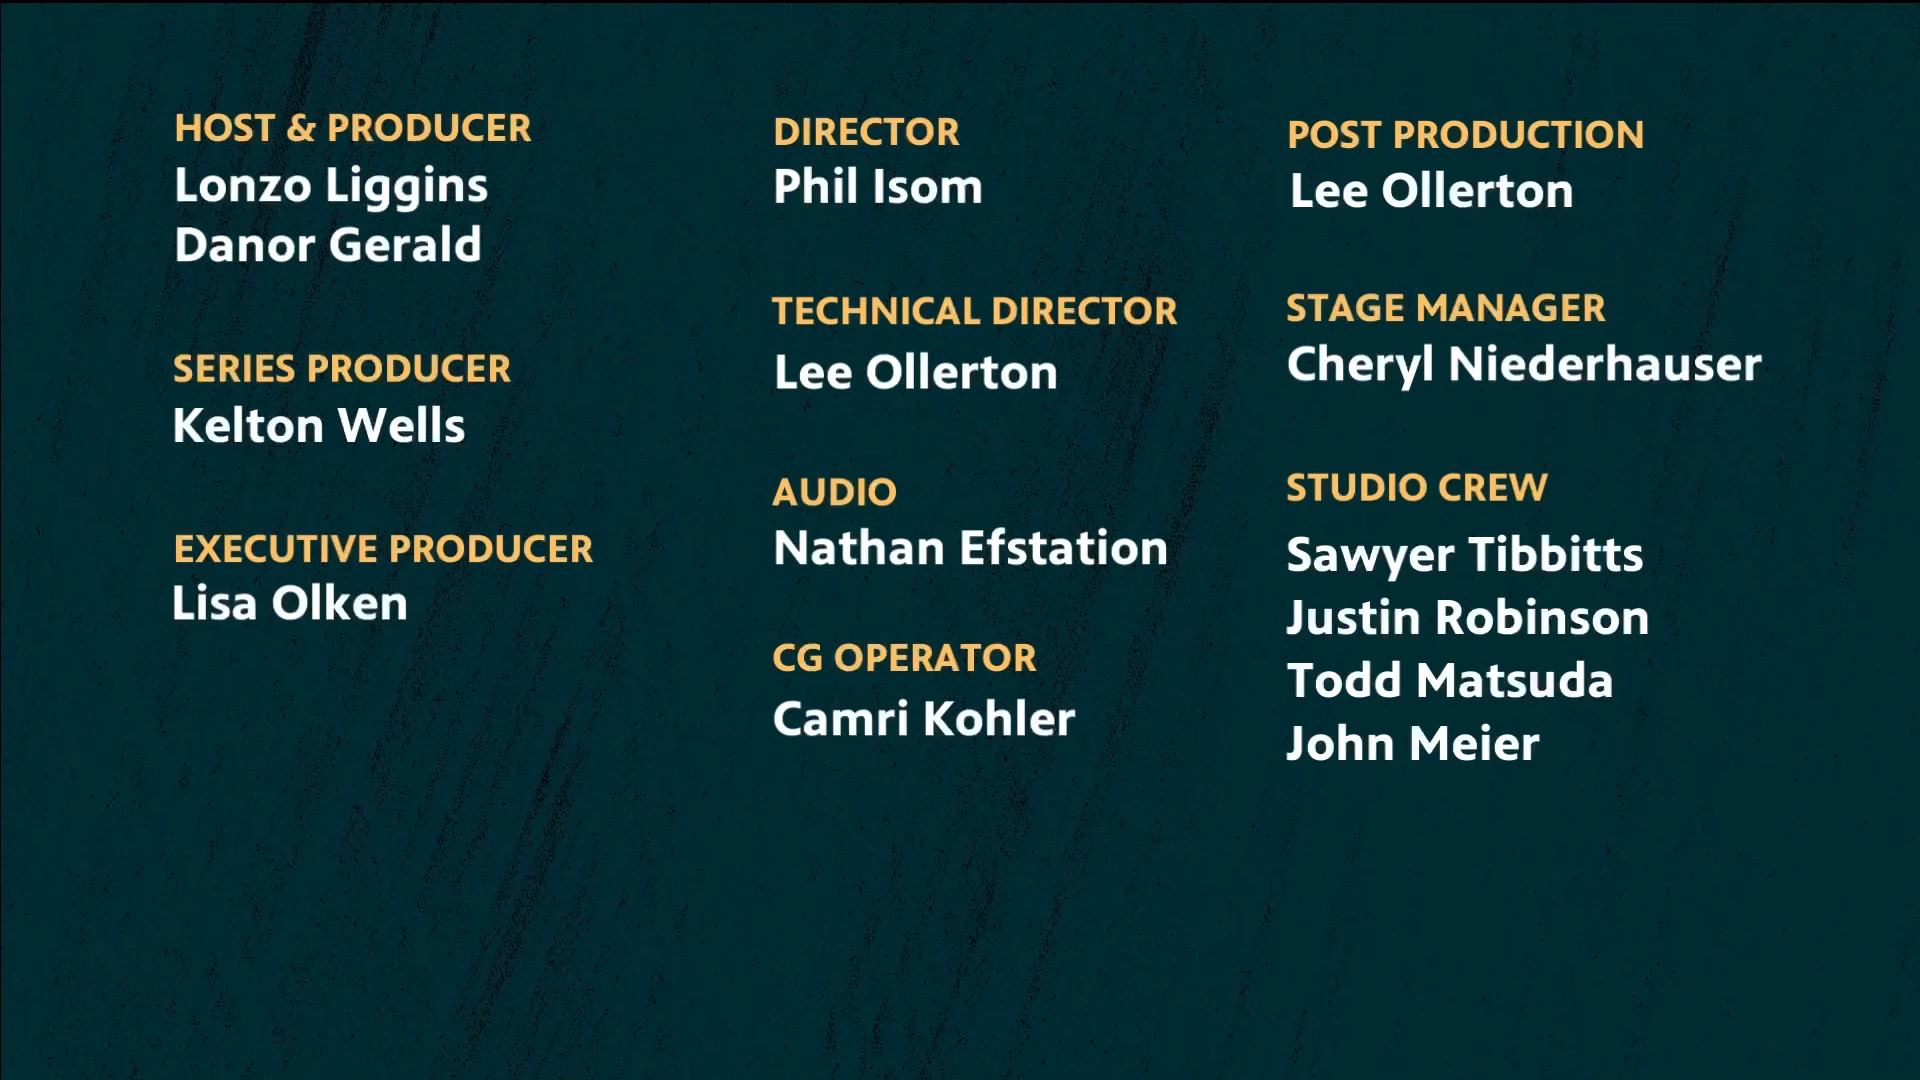 HOST & PRODUCER
Lonzo Liggins
Danor Gerald
SERIES PRODUCER
Kelton Wells
EXECUTIVE PRODUCER
Lisa Olken
DIRECTOR
Phil Isom
TECHNICAL DIRECTOR
Lee Ollerton
AUDIO
Nathan Efstation
CG OPERATOR
Camri Kohler
POST PRODUCTION
Lee Ollerton
STAGE MANAGER
Cheryl Niederhauser
STUDIO CREW
Sawyer Tibbitts
Justin Robinson
Todd Matsuda
John Meier